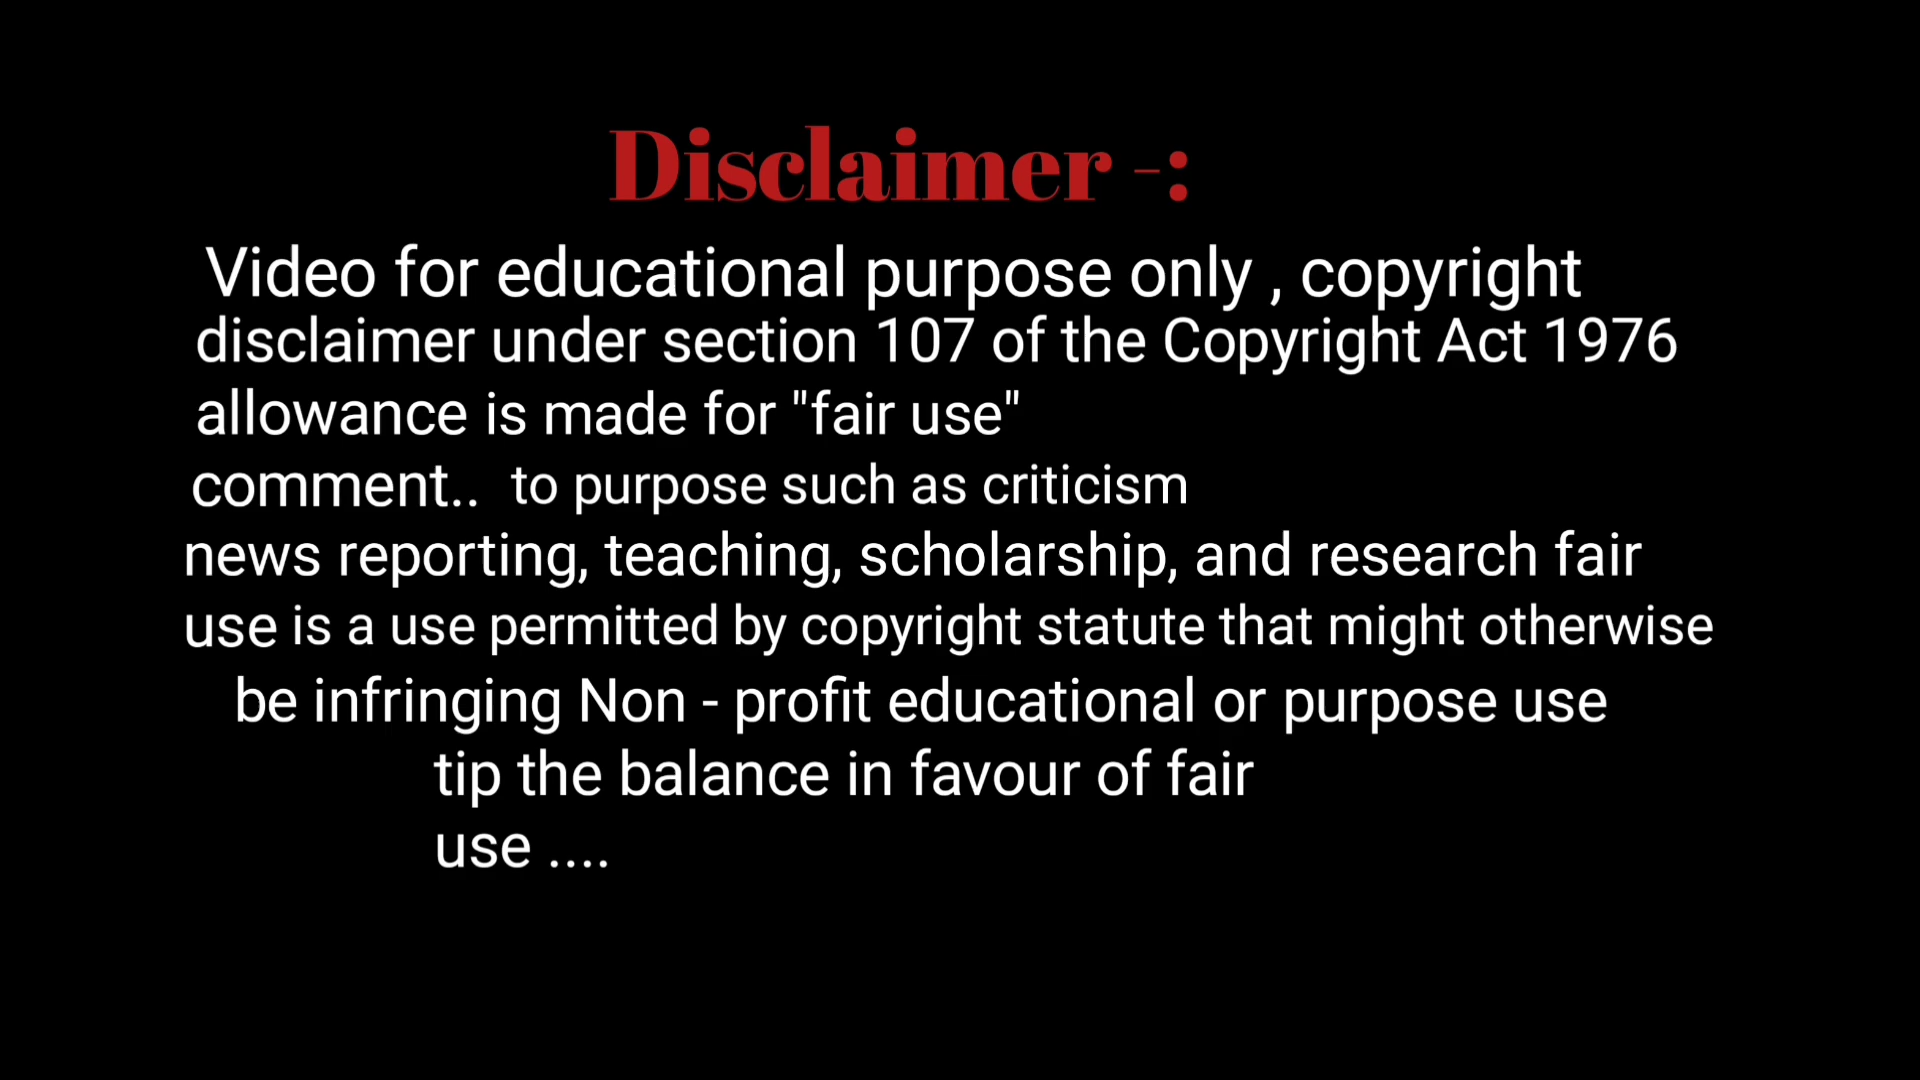 Disclaimer -:
Video for educational purpose only , copyright
disclaimer under section 107 of the Copyright Act 1976
allowance is made for "fair use"
comment.. to purpose such as criticism
news reporting, teaching, scholarship, and research fair
use is a use permitted by copyright statute that might otherwise
be infringing Non - profit educational or purpose use
tip the balance in favour of fair
use ....